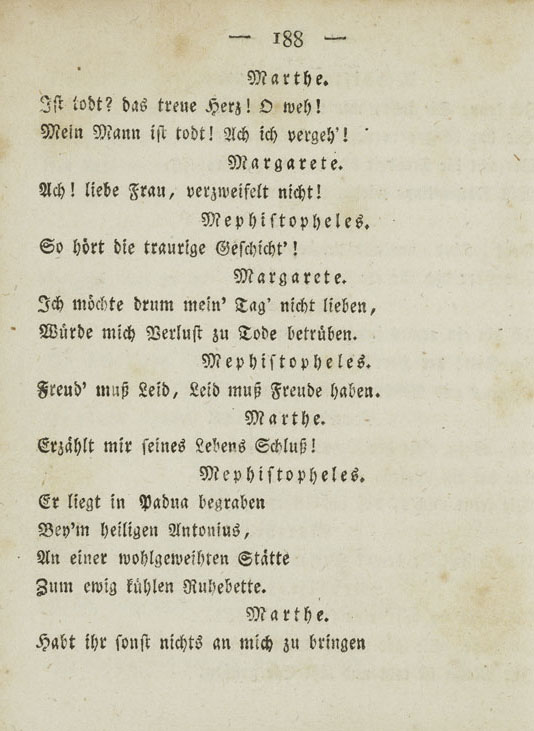 — 188 —
Marthe.
Ist todt? das treue Herz! O weh!
Mein Mann ist todt! Ach ich vergeh'!
Margarete.
Ach! liebe Frau, verzweifelt nicht!
Mephistopheles.
So hört die traurige Geschicht'!
Margarete.
Ich möchte drum mein' Tag' nicht lieben,
Würde mich Verlust zu Tode betrüben.
Mephistopheles.
Freud' muß Leid, Leid muß Freude haben.
Marthe.
Erzählt mir seines Lebens Schluß!
Mephistopheles.
Er liegt in Padua begraben
Bey'm heiligen Antonius,
An einer wohlgeweihten Stätte
Zum ewig kühlen Ruhebette.
Marthe.
Habt ihr sonst nichts an mich zu bringen